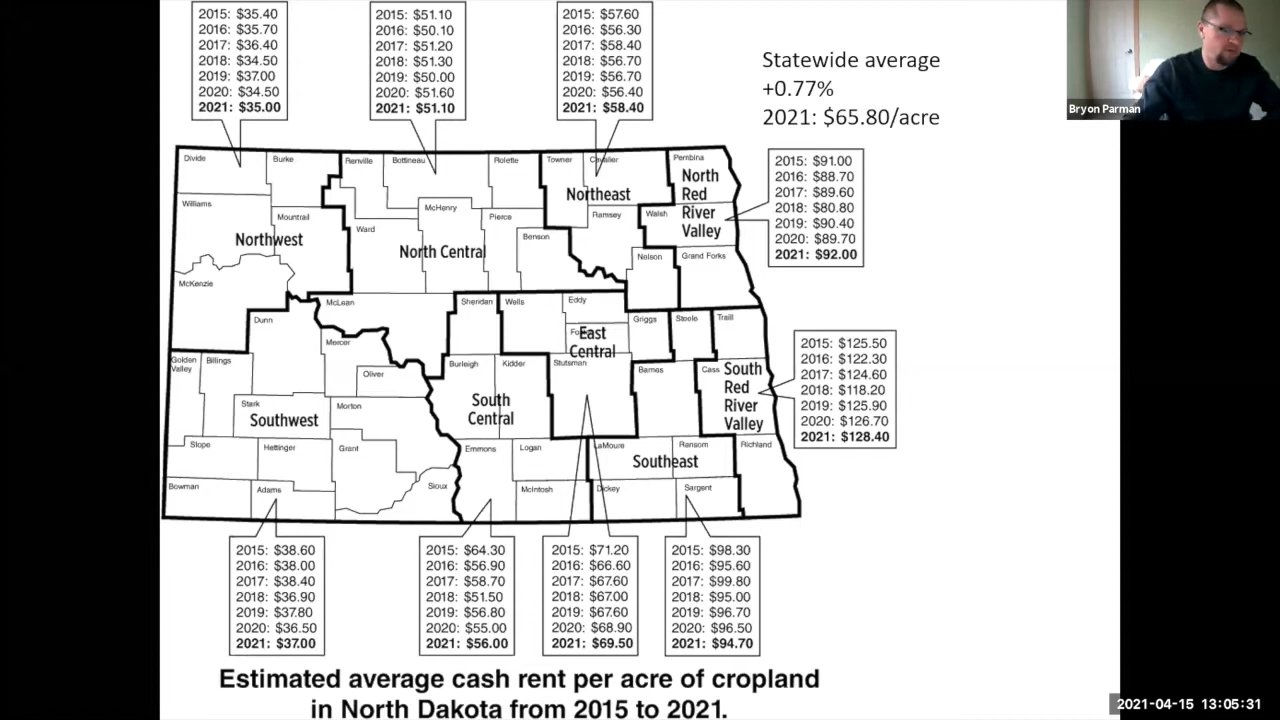 2015: $35.40
2016: $35.70
2017: $36.40
2018: $34.50
2019: $37.00
2020: $34.50
2021: $35.00
2015: $51.10
2016: $50.10
2017: $51.20
2018: $51.30
2019: $50.00
2020: $51.60
2021: $51.10
2015: $57.60
2016: $56.30
2017: $58.40
2018: $56.70
2019: $56.70
2020: $56.40
2021: $58.40
Statewide average
+0.77%
2021: $65.80/acre
Bryon Parman
Divide
Burke
Renville
Bottineau
Rolette
Towner
Cavalier
Pembina
Williams
Mountrail
Northwest
McKenzie
Ward
McHenry
Pierce
North Central
Benson
Northeast
Ramsey
Walsh
Nelson
Grand Forks
North
Red
River
Valley
2015: $91.00
2016: $88.70
2017: $89.60
2018: $80.80
2019: $90.40
2020: $89.70
2021: $92.00
Dunn
McLean
Mercer
Oliver
Sheridan
Wells
Eddy
East
Central
Stutsman
Griggs
Steele
Traill
Golden
Valley
Billings
Stark
Southwest
Morton
Burleigh
Kidder
South
Central
Barnes
Cass
South
Red
River
Valley
2015: $125.50
2016: $122.30
2017: $124.60
2018: $118.20
2019: $125.90
2020: $126.70
2021: $128.40
Slope
Hettinger
Grant
Sioux
Bowman
Adams
Emmons
Logan
McIntosh
LaMoure
Ransom
Richland
Southeast
Dickey
Sargent
2015: $38.60
2016: $38.00
2017: $38.40
2018: $36.90
2019: $37.80
2020: $36.50
2021: $37.00
2015: $64.30
2016: $56.90
2017: $58.70
2018: $51.50
2019: $56.80
2020: $55.00
2021: $56.00
2015: $71.20
2016: $66.60
2017: $67.60
2018: $67.00
2019: $67.60
2020: $68.90
2021: $69.50
2015: $98.30
2016: $95.60
2017: $99.80
2018: $95.00
2019: $96.70
2020: $96.50
2021: $94.70
Estimated average cash rent per acre of cropland
in North Dakota from 2015 to 2021.
2021-04-15 13:05:31